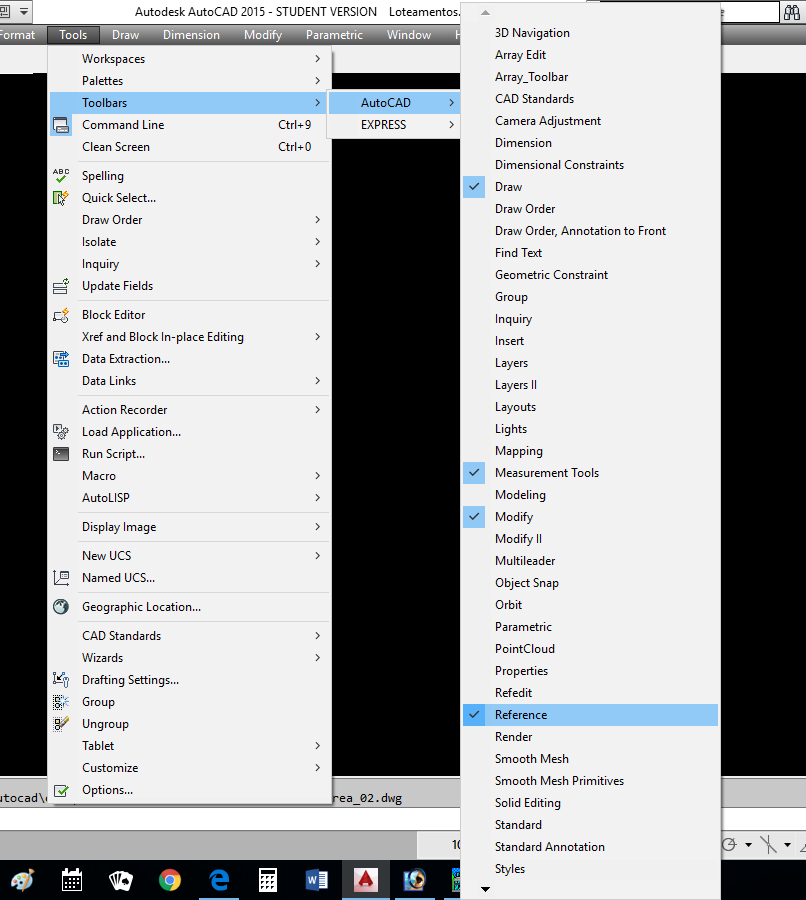 Autodesk AutoCAD 2015 - STUDENT VERSION Loteamentos.
Format Tools Draw Dimension Modify Parametric Window
Workspaces
Palettes
Toolbars
Command Line Ctrl+9
Clean Screen Ctrl+0
ABC Spelling
Quick Select...
Draw Order
Isolate
Inquiry
Update Fields
Block Editor
Xref and Block In-place Editing
Data Extraction...
Data Links
Action Recorder
Load Application...
Run Script...
Macro
AutoLISP
Display Image
New UCS
Named UCS...
Geographic Location...
CAD Standards
Wizards
Drafting Settings...
Group
Ungroup
Tablet
Customize
Options...
AutoCAD
EXPRESS
3D Navigation
Array Edit
Array_Toolbar
CAD Standards
Camera Adjustment
Dimension
Dimensional Constraints
Draw
Draw Order
Draw Order, Annotation to Front
Find Text
Geometric Constraint
Group
Inquiry
Insert
Layers
Layers II
Layouts
Lights
Mapping
Measurement Tools
Modeling
Modify
Modify II
Multileader
Object Snap
Orbit
Parametric
PointCloud
Properties
Refedit
Reference
Render
Smooth Mesh
Smooth Mesh Primitives
Solid Editing
Standard
Standard Annotation
Styles
utocad\ rea_02.dwg
10